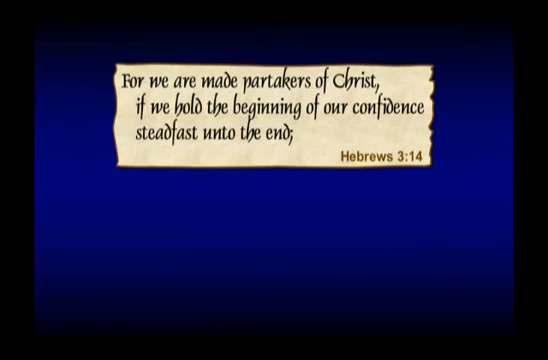 For we are made partakers of Christ,
if we hold the beginning of our confidence
steadfast unto the end;
Hebrews 3:14